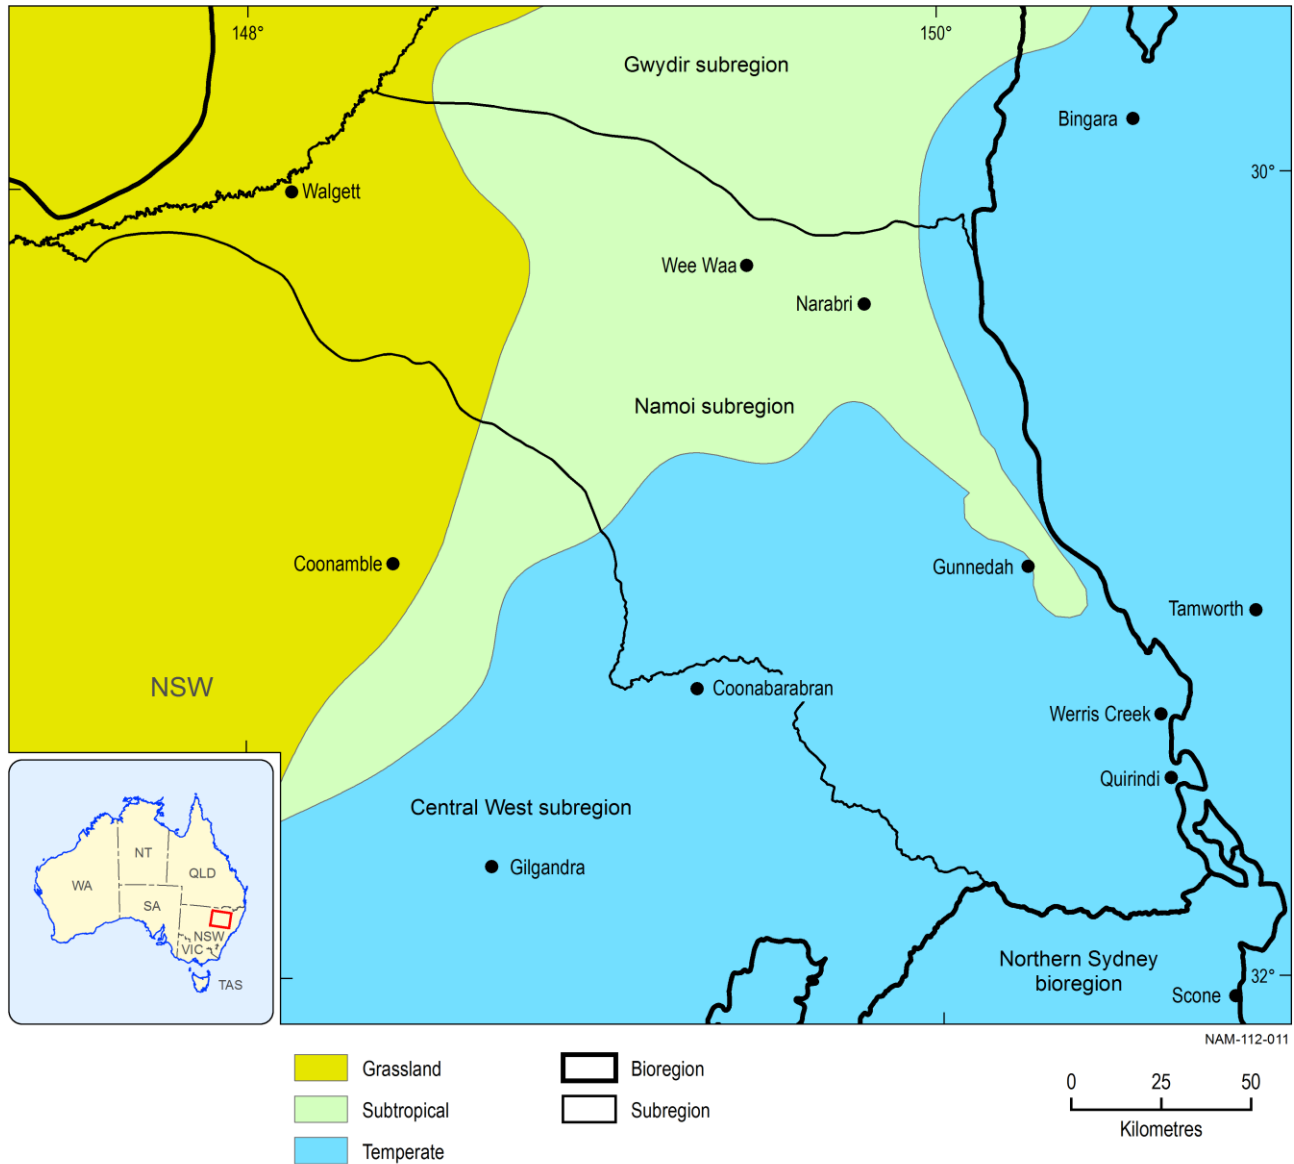 148°
150°
Gwydir subregion
Bingara
30°
Walgett
Wee Waa
Narabri
Namoi subregion
Coonamble
Gunnedah
Tamworth
NSW
Coonabarabran
Werris Creek
Quirindi
Central West subregion
Gilgandra
Northern Sydney
bioregion
32°
Scone
NT
QLD
WA
SA
NSW
VIC
TAS
NAM-112-011
Grassland
Bioregion
Subtropical
Subregion
Temperate
0 25 50
Kilometres